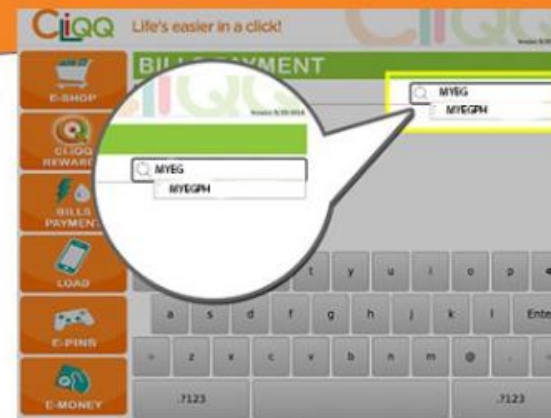 CLiQQ Life's easier in a click!
BILLS PAYMENT
E-SHOP
CLiQQ
REWARDS
BILLS
PAYMENT
LOAD
E-PINS
E-MONEY
MYEG
MYEGPH
MYEG
MYEGPH
t y u i o p
a s d f g h j k l Enter
z x c v b n m @ .
.?123 .?123